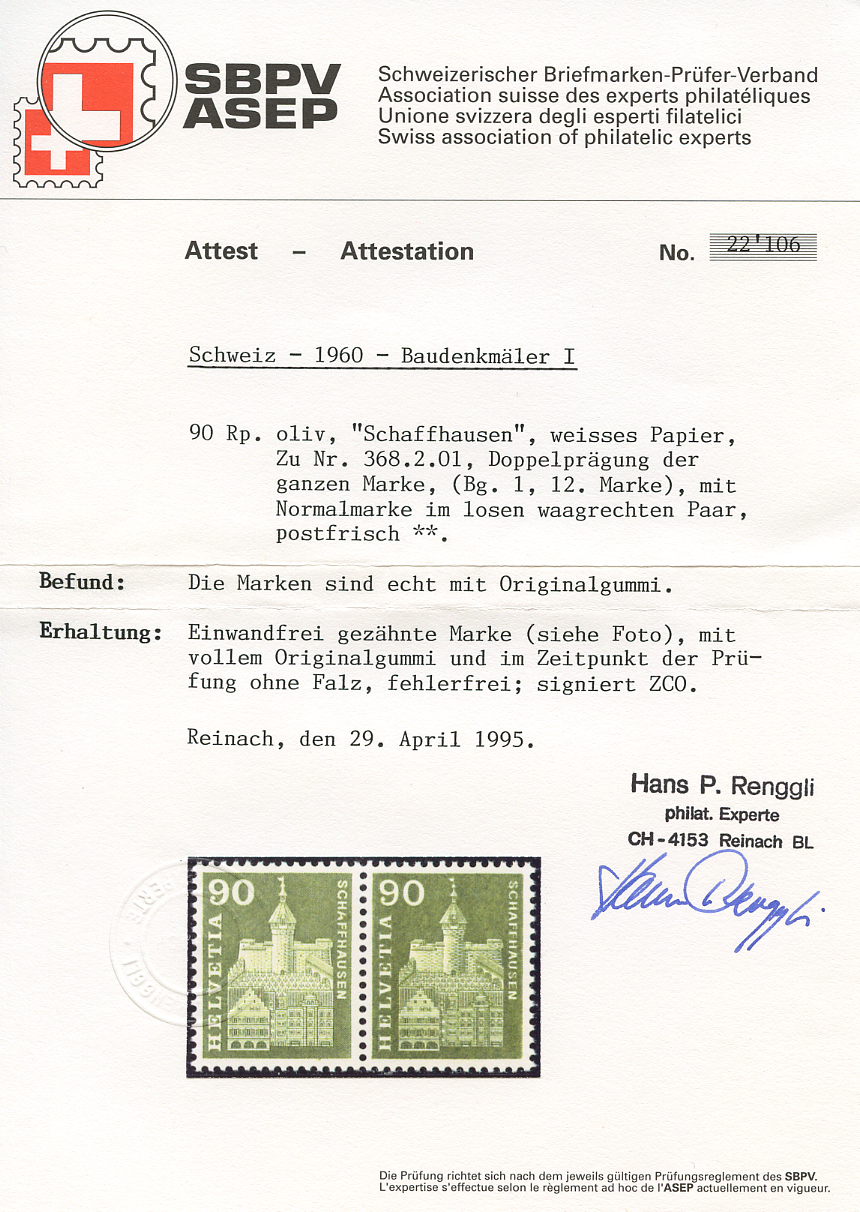 SBPV
ASEP
Schweizerischer Briefmarken-Prüfer-Verband
Association suisse des experts philatéliques
Unione svizzera degli esperti filatelici
Swiss association of philatelic experts
Attest – Attestation
No. 22'106
Schweiz - 1960 - Baudenkmäler I
90 Rp. oliv, "Schaffhausen", weisses Papier,
Zu Nr. 368.2.01, Doppelprägung der
ganzen Marke, (Bg. 1, 12. Marke), mit
Normalmarke im losen waagrechten Paar,
postfrisch **.
Befund: Die Marken sind echt mit Originalgummi.
Erhaltung: Einwandfrei gezähnte Marke (siehe Foto), mit
vollem Originalgummi und im Zeitpunkt der Prü-
fung ohne Falz, fehlerfrei; signiert ZCO.
Reinach, den 29. April 1995.
Hans P. Renggli
philat. Experte
CH-4153 Reinach BL
Hans Renggli
90
HELVETIA
SCHAFFHAUSEN
90
HELVETIA
SCHAFFHAUSEN
Die Prüfung richtet sich nach dem jeweils gültigen Prüfungsreglement des SBPV.
L'expertise s'effectue selon le règlement ad hoc de l'ASEP actuellement en vigueur.